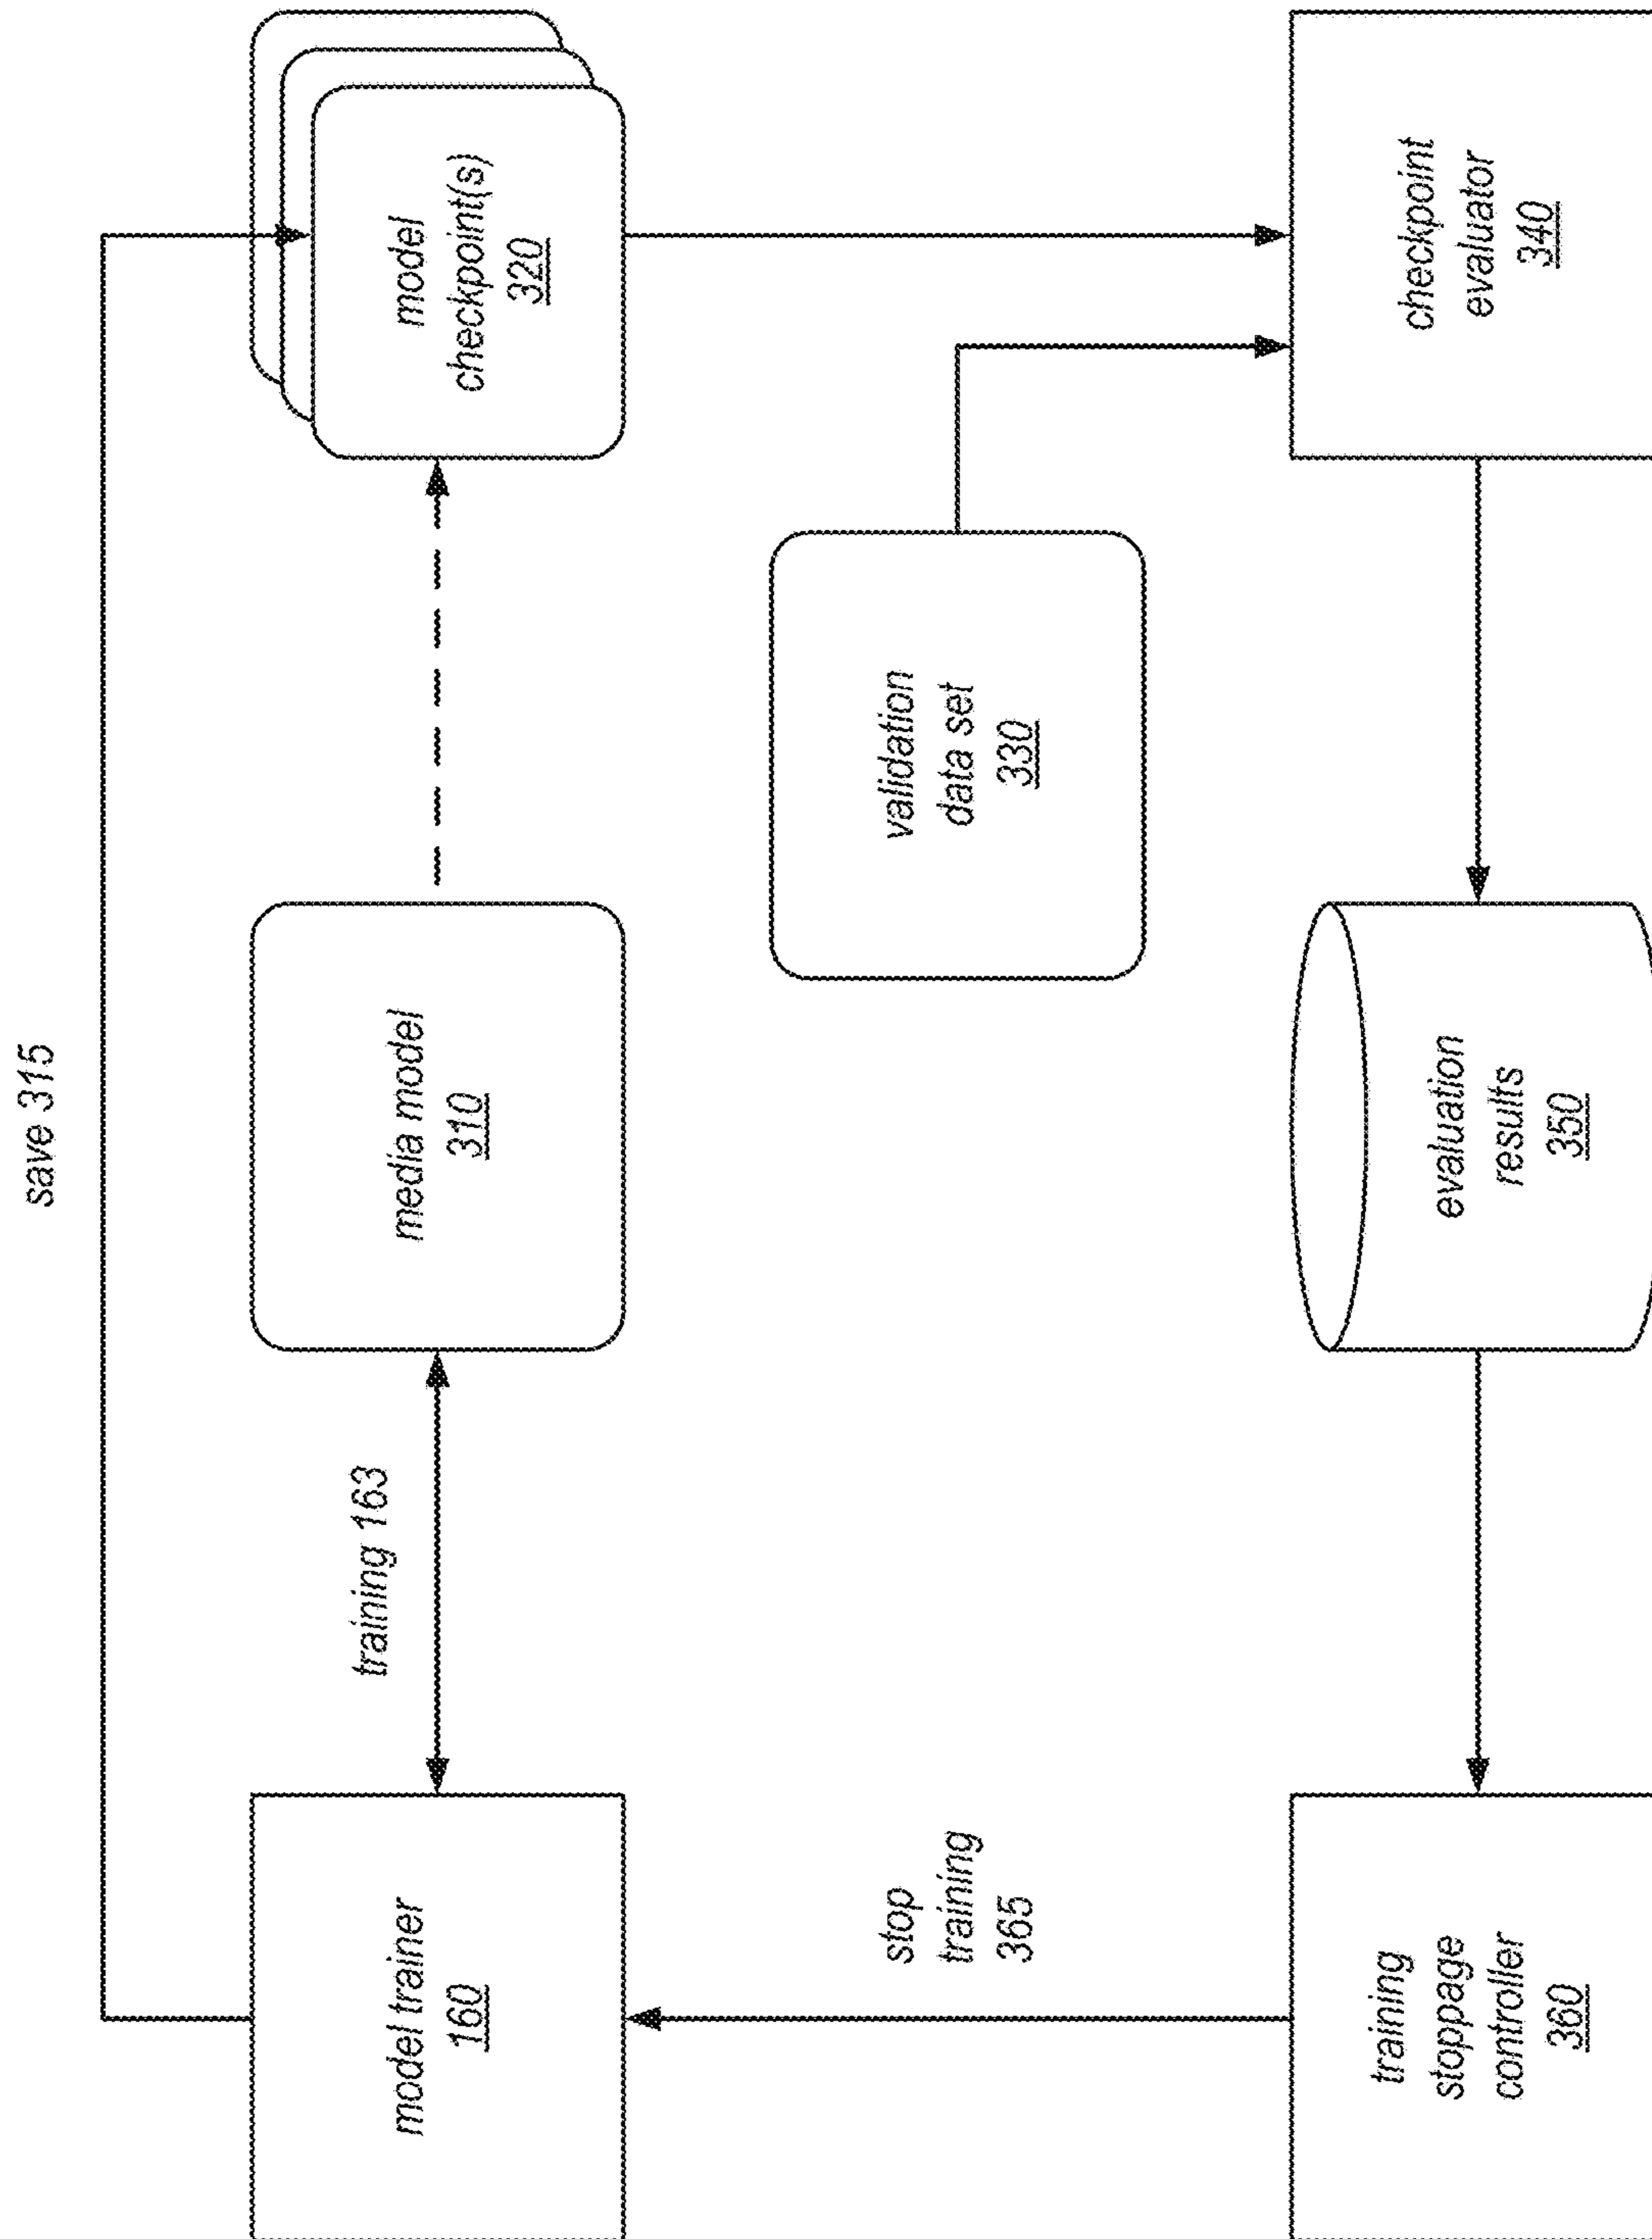 save 315
model trainer
160
training 163
media model
310
model
checkpoint(s)
320
stop
training
365
validation
data set
330
training
stoppage
controller
360
evaluation
results
350
checkpoint
evaluator
340